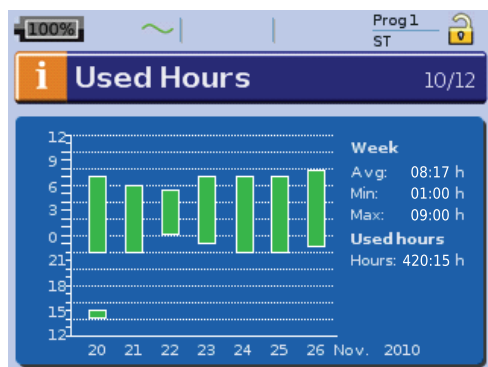 100%
Prog 1
ST
i Used Hours 10/12
12
9
6
3
0
21
18
15
12
20 21 22 23 24 25 26 Nov. 2010
Week
Avg: 08:17 h
Min: 01:00 h
Max: 09:00 h
Used hours
Hours: 420:15 h